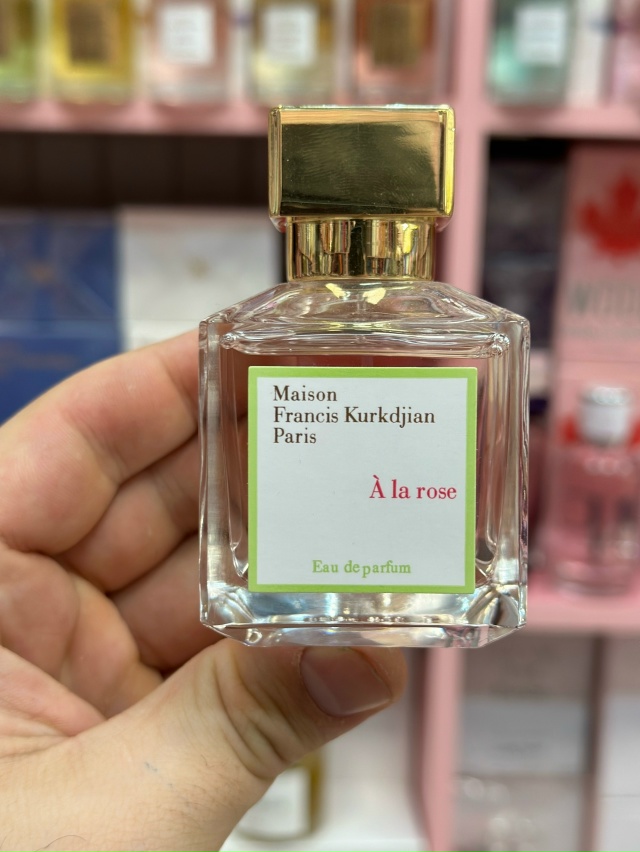 Maison
Francis Kurkdjian
Paris
À la rose
Eau de parfum